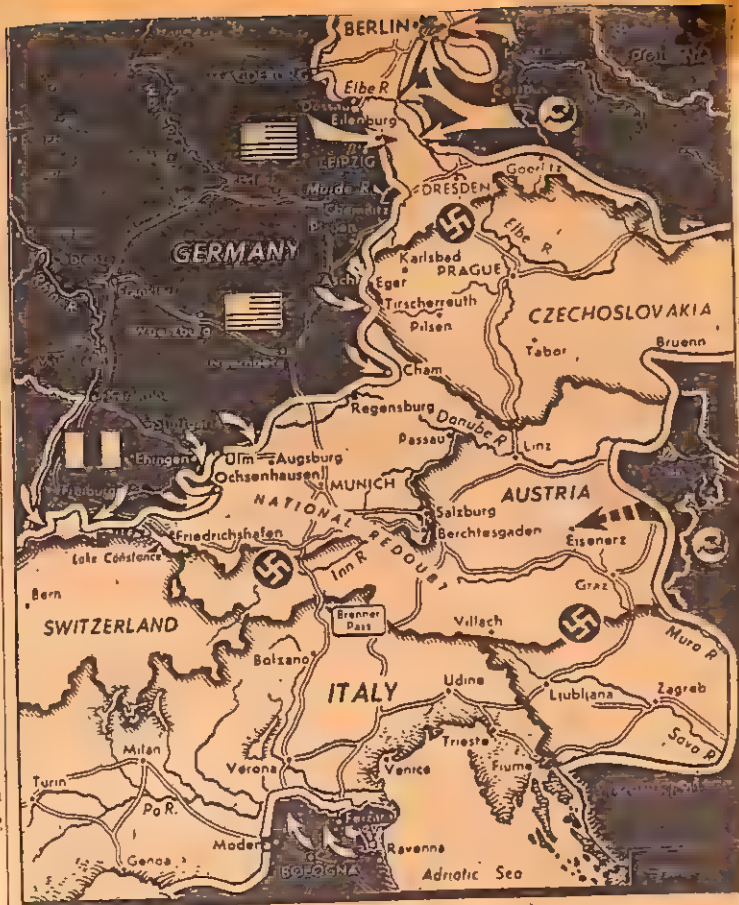 BERLIN
Elbe R
Dessau
Eilenburg
LEIPZIG
Mulde R
Chemnitz
DRESDEN
Goerlitz
Elbe R
GERMANY
Asch
Karlsbad
Eger
PRAGUE
Tirscherreuth
Pilsen
CZECHOSLOVAKIA
Tabor
Bruenn
Cham
Regensburg
Passau
Danube R
Linz
Ehingen
Ulm
Augsburg
Ochsenhausen
MUNICH
NATIONAL REDOUBT
AUSTRIA
Salzburg
Berchtesgaden
Eisenerz
Freiburg
Friedrichshafen
Lake Constance
Inn R
Graz
Bern
SWITZERLAND
Brenner
Pass
Villach
Mura R
Bolzano
ITALY
Udine
Ljubljana
Zagreb
Sava R
Milan
Trieste
Fiume
Turin
Verona
Venice
Po R.
Ferrara
Moden
Ravenna
Genoa
BOLOGNA
Adriatic Sea